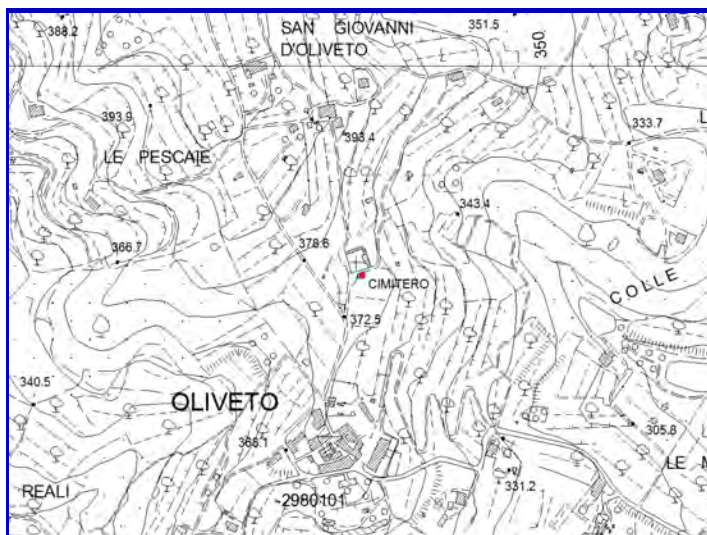 388.2
SAN GIOVANNI
D'OLIVETO
351.5
350
393.9
393.4
333.7
LE PESCAIE
343.4
366.7
378.6
CIMITERO
COLLE
372.5
340.5
OLIVETO
305.8
368.1
LE
REALI
2980101
331.2